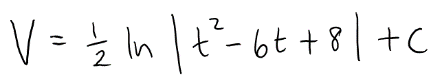 V = ½ ln |t² - 6t + 8| + C